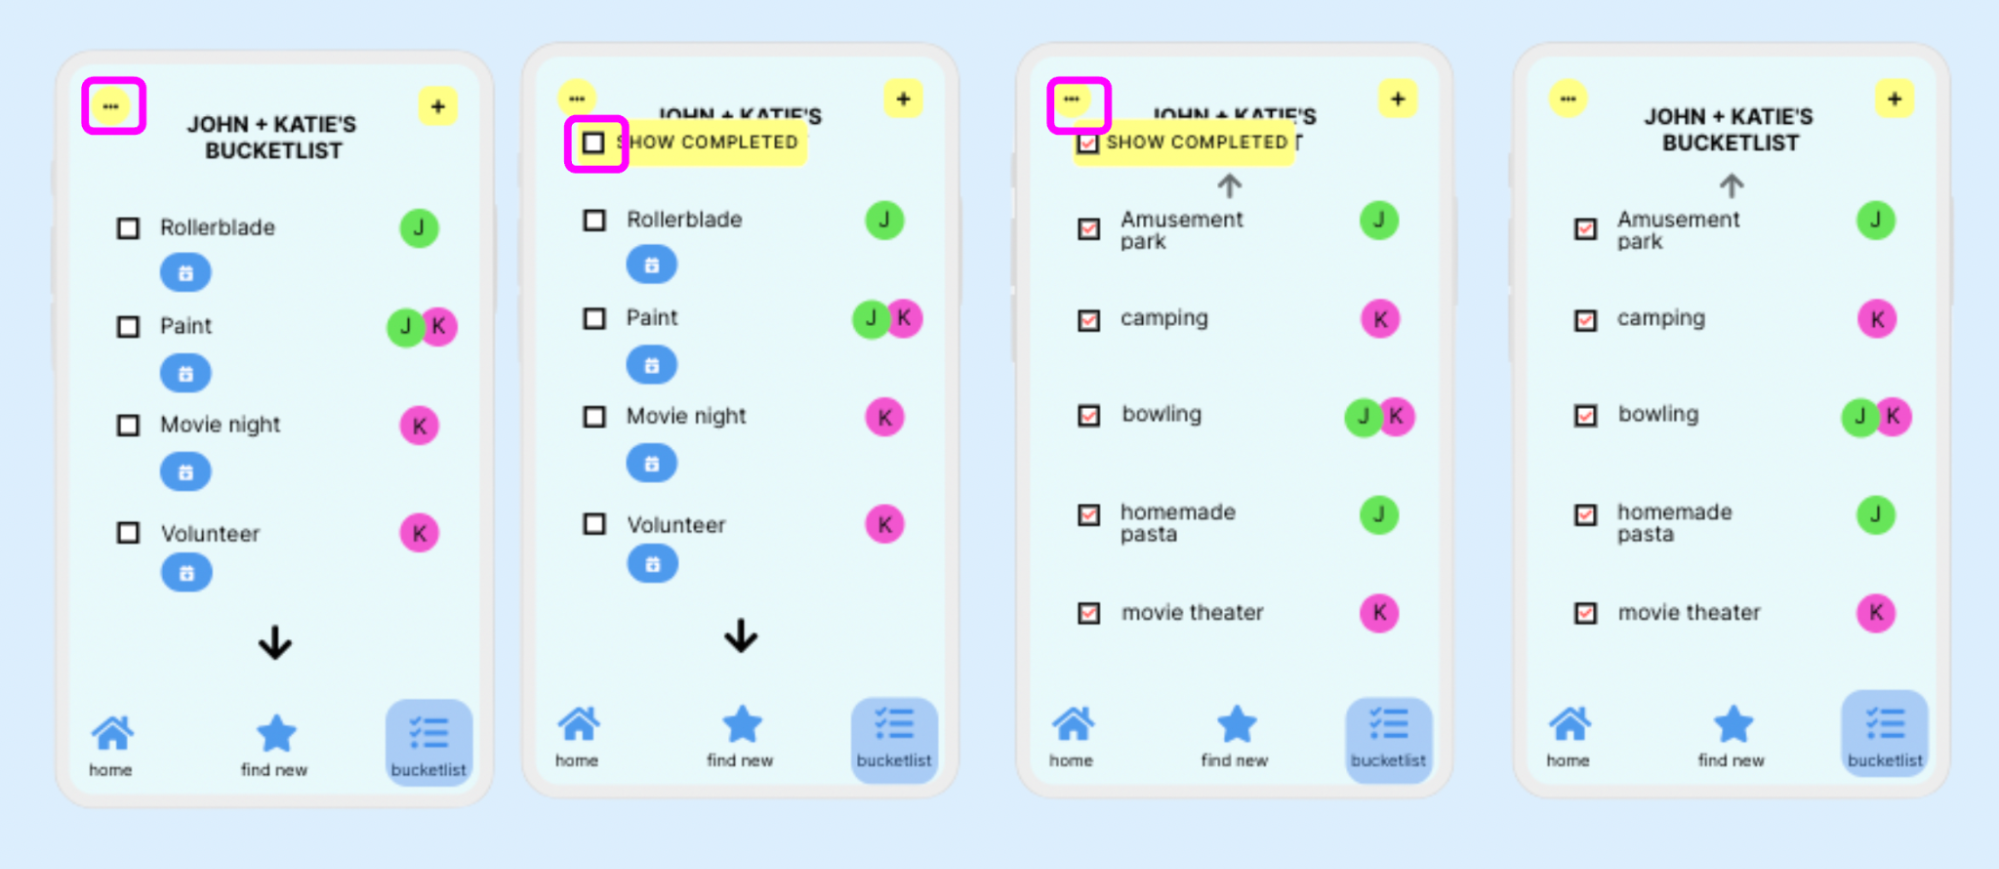 JOHN + KATIE'S
BUCKETLIST
Rollerblade
J
Paint
J K
Movie night
K
Volunteer
K
home
find new
bucketlist
JOHN + KATIE'S
SHOW COMPLETED
Rollerblade
J
Paint
J K
Movie night
K
Volunteer
K
home
find new
bucketlist
JOHN + KATIE'S
SHOW COMPLETED
T
Amusement
park
J
camping
K
bowling
J K
homemade
pasta
J
movie theater
K
home
find new
bucketlist
JOHN + KATIE'S
BUCKETLIST
Amusement
park
J
camping
K
bowling
J K
homemade
pasta
J
movie theater
K
home
find new
bucketlist